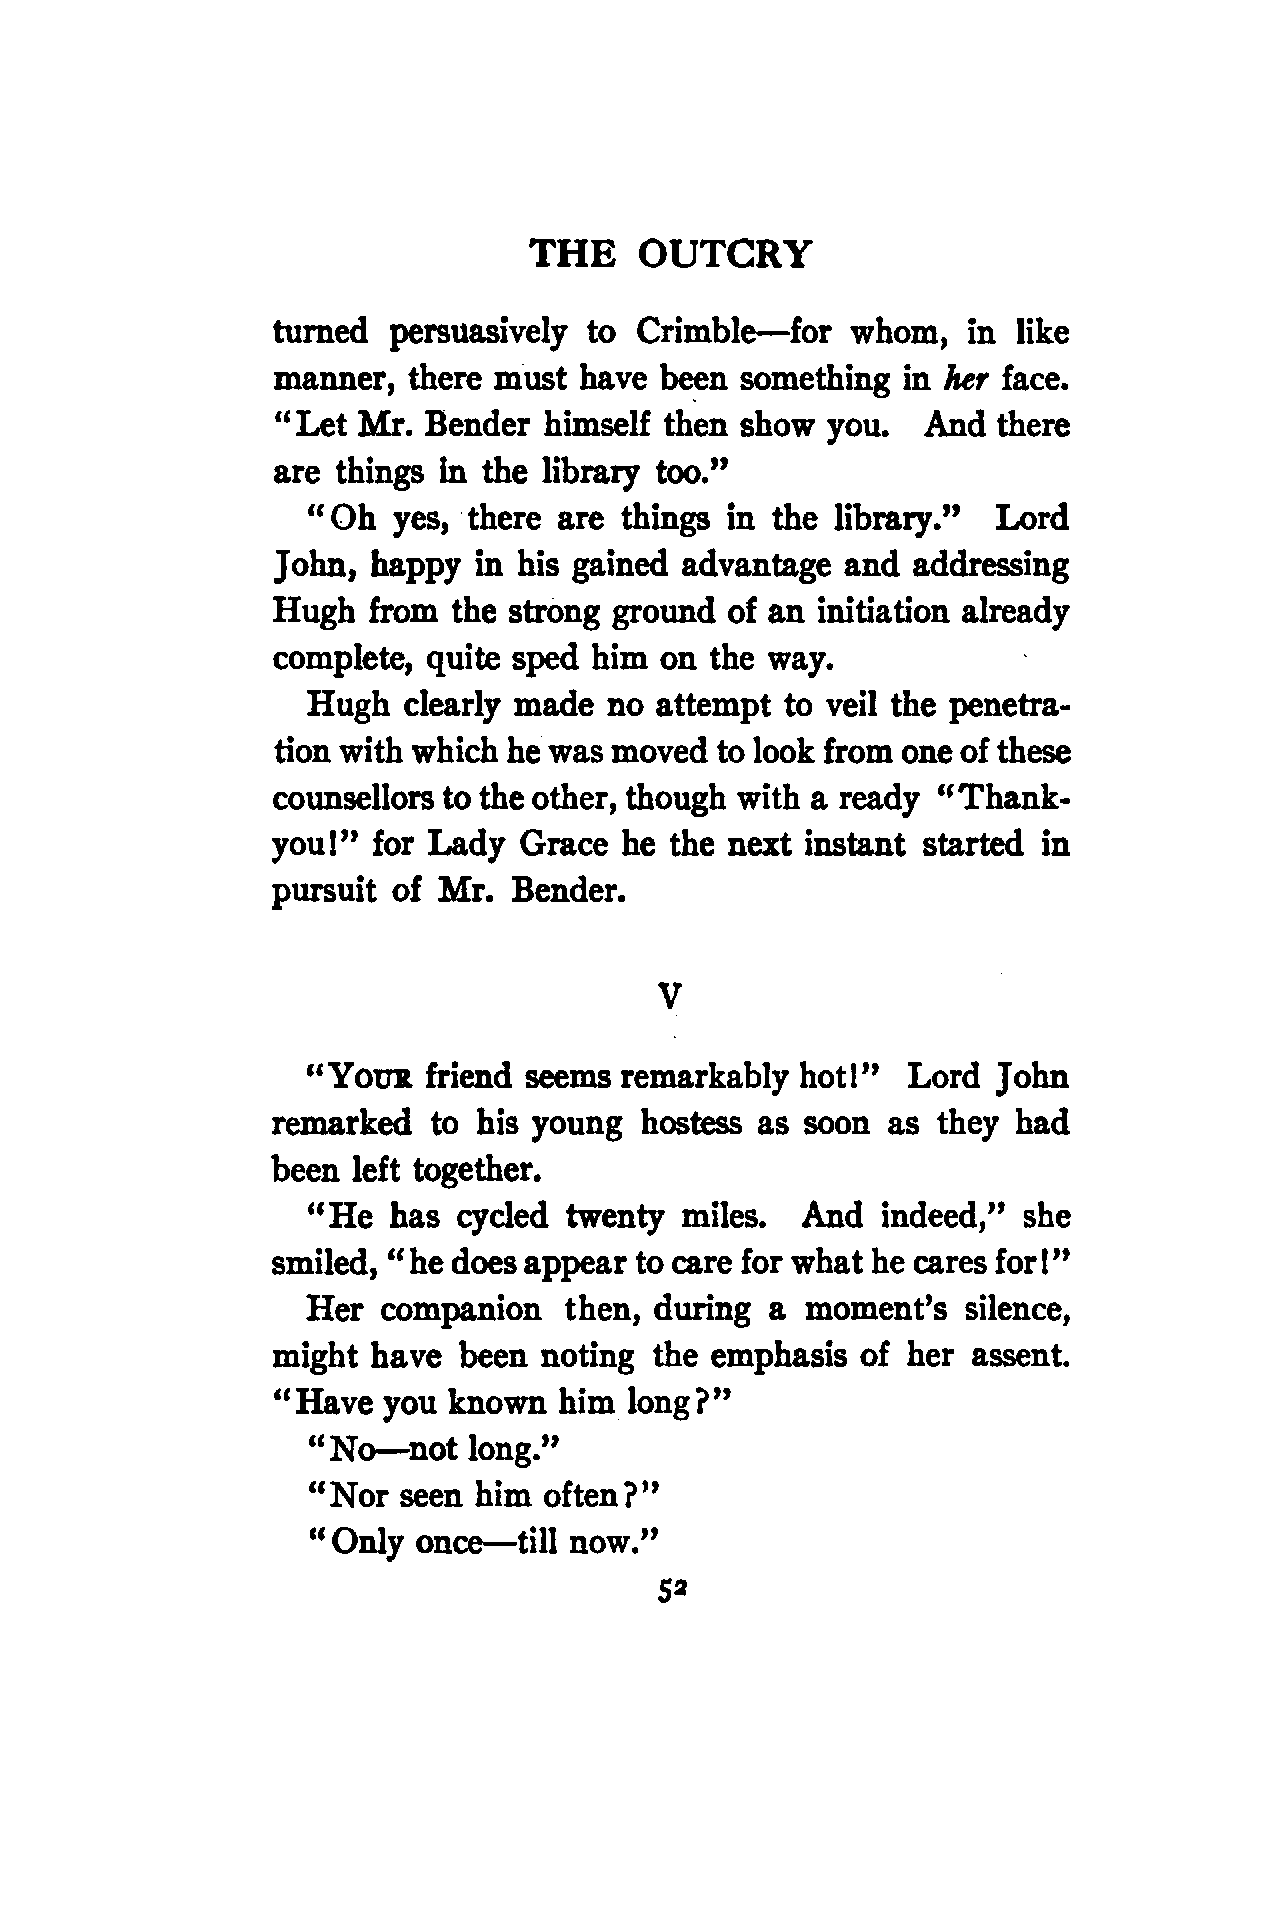 THE OUTCRY
turned persuasively to Crimble—for whom, in like
manner, there must have been something in her face.
“Let Mr. Bender himself then show you. And there
are things in the library too.”
“Oh yes, there are things in the library.” Lord
John, happy in his gained advantage and addressing
Hugh from the strong ground of an initiation already
complete, quite sped him on the way.
Hugh clearly made no attempt to veil the penetra-
tion with which he was moved to look from one of these
counsellors to the other, though with a ready “Thank-
you!” for Lady Grace he the next instant started in
pursuit of Mr. Bender.
V
“YOUR friend seems remarkably hot!” Lord John
remarked to his young hostess as soon as they had
been left together.
“He has cycled twenty miles. And indeed,” she
smiled, “he does appear to care for what he cares for!”
Her companion then, during a moment’s silence,
might have been noting the emphasis of her assent.
“Have you known him long?”
“No—not long.”
“Nor seen him often?”
“Only once—till now.”
52